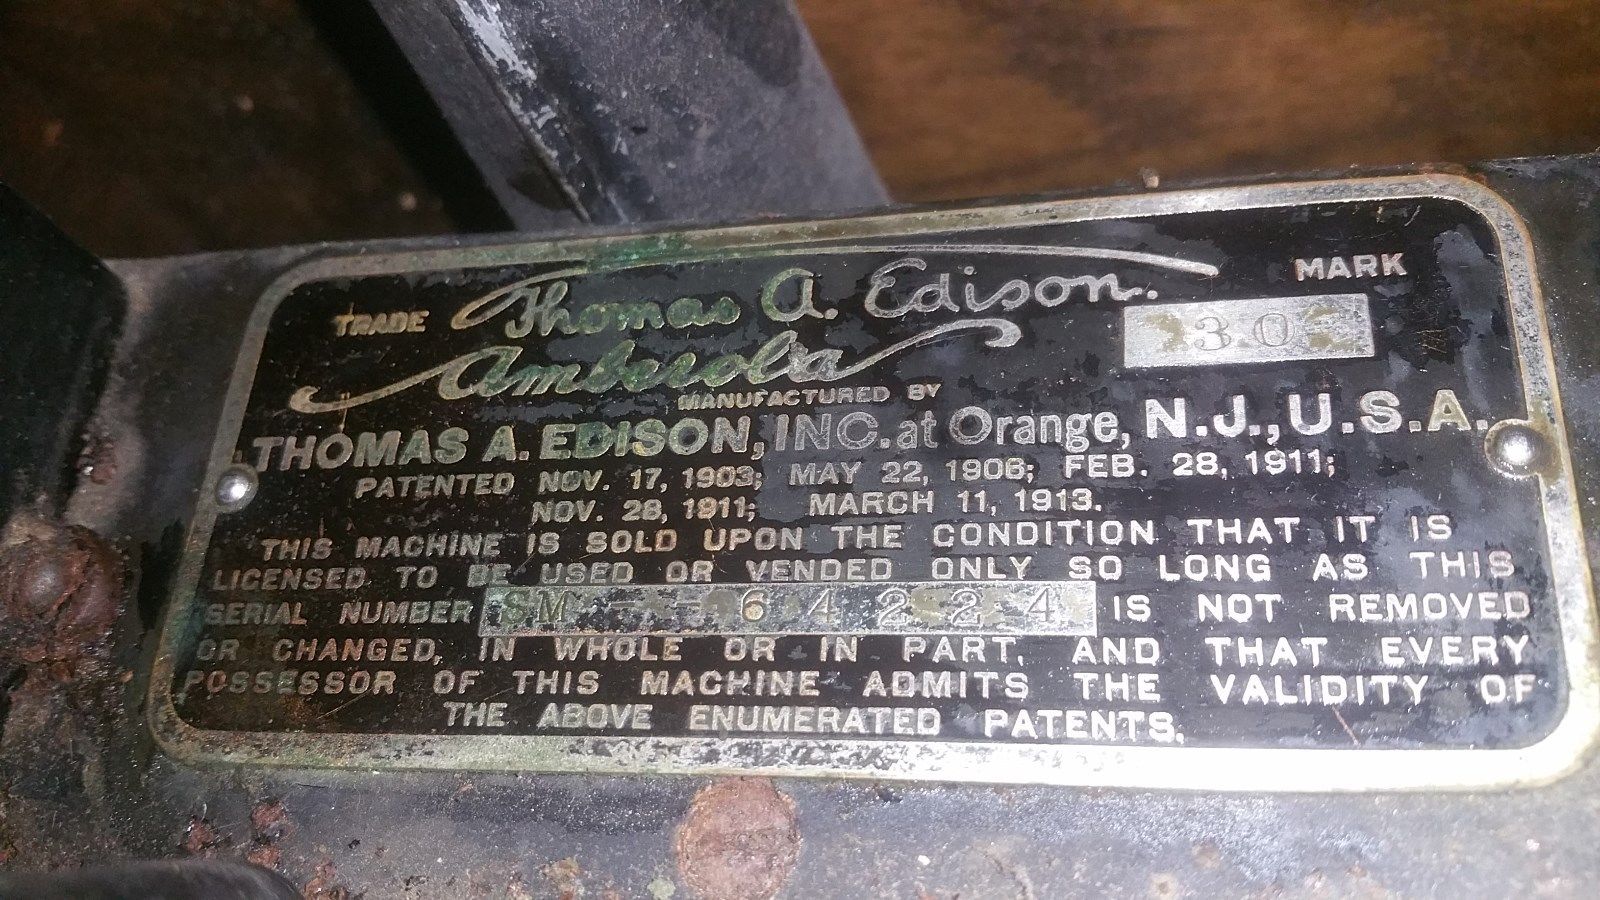 TRADE Thomas A. Edison. MARK
Amberola 30
MANUFACTURED BY
THOMAS A. EDISON, INC. at Orange, N.J., U.S.A.
PATENTED NOV. 17, 1903; MAY 22, 1906; FEB. 28, 1911;
NOV. 28, 1911; MARCH 11, 1913.
THIS MACHINE IS SOLD UPON THE CONDITION THAT IT IS
LICENSED TO BE USED OR VENDED ONLY SO LONG AS THIS
SERIAL NUMBER SM - - 64224 IS NOT REMOVED
OR CHANGED, IN WHOLE OR IN PART, AND THAT EVERY
POSSESSOR OF THIS MACHINE ADMITS THE VALIDITY OF
THE ABOVE ENUMERATED PATENTS.